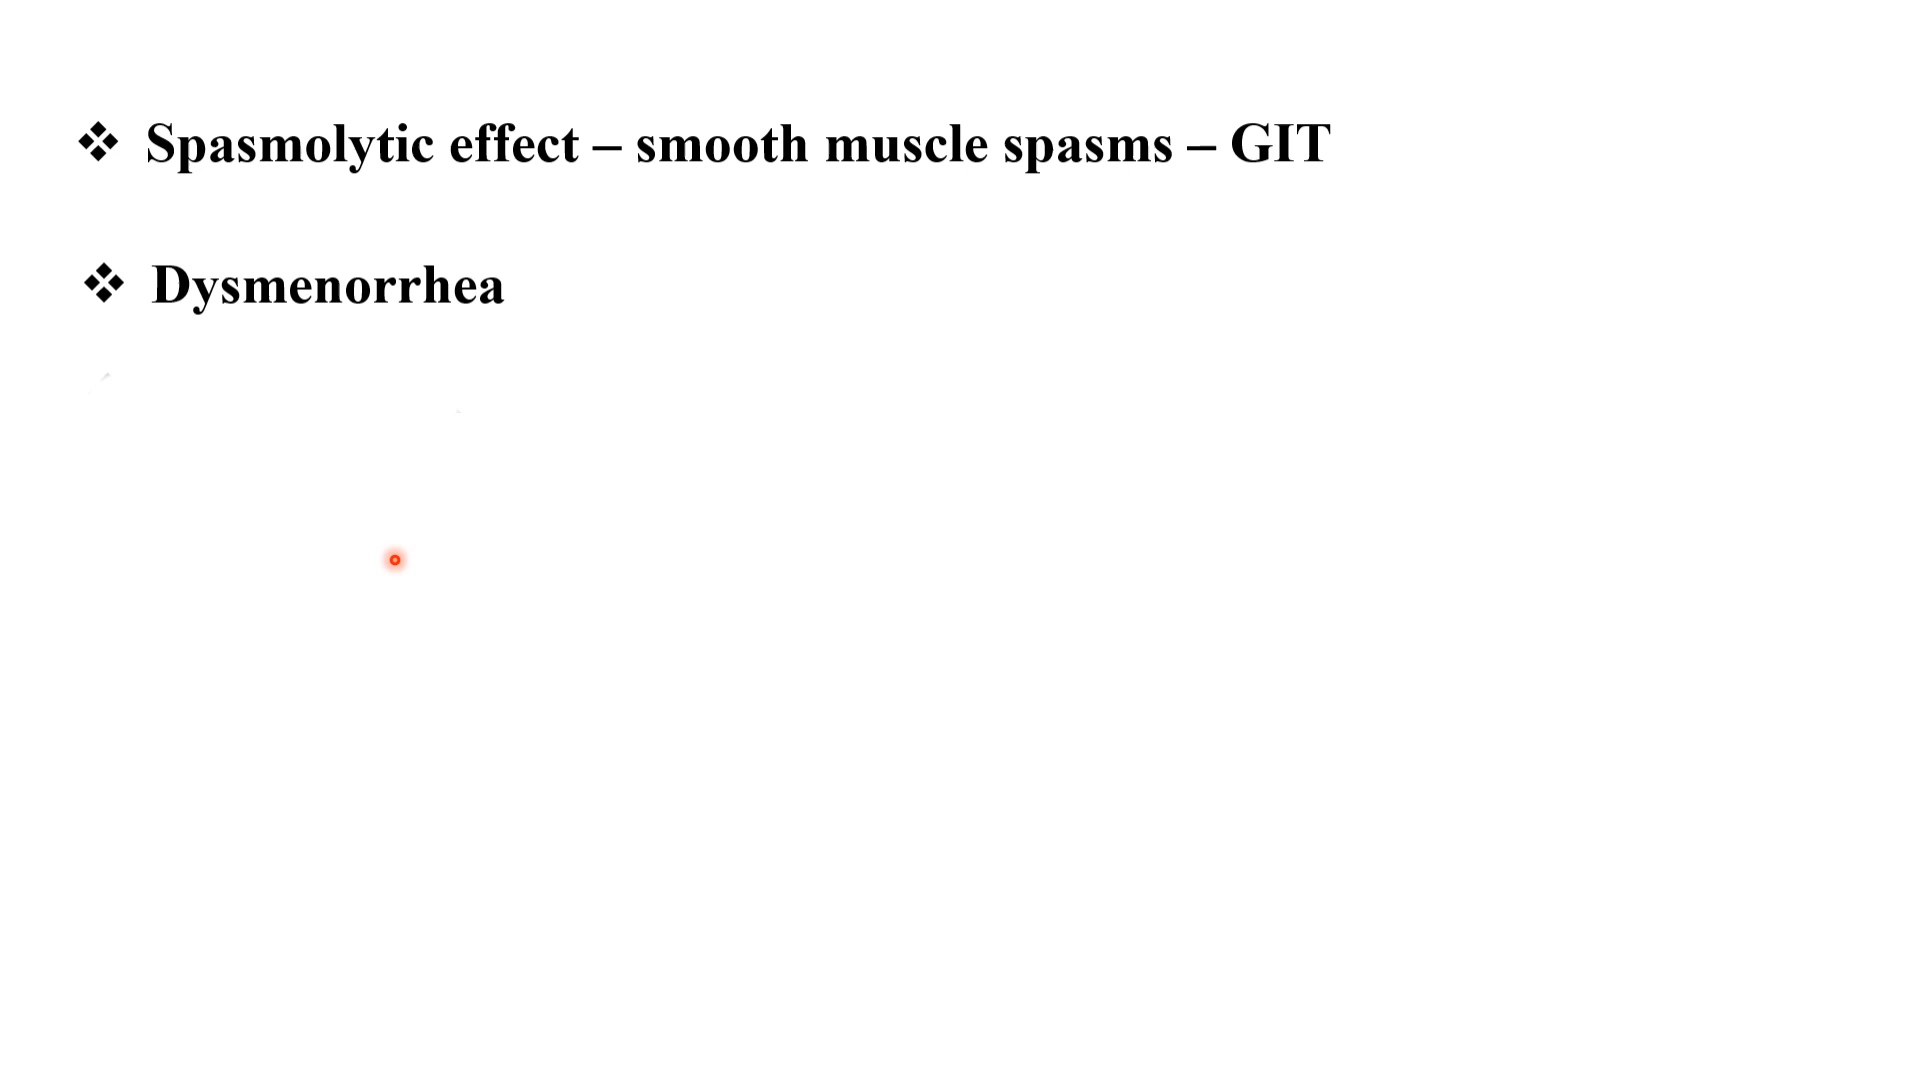 ❖ Spasmolytic effect – smooth muscle spasms – GIT
❖ Dysmenorrhea